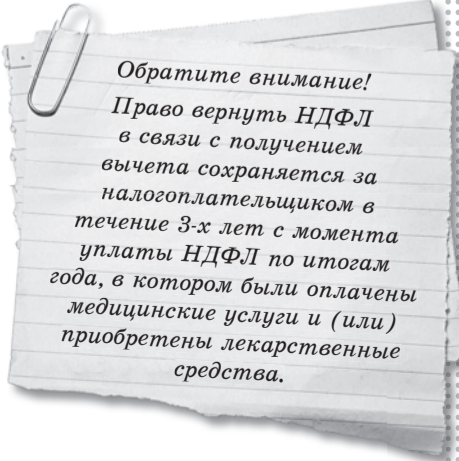 Обратите внимание!
Право вернуть НДФЛ
в связи с получением
вычета сохраняется за
налогоплательщиком в
течение 3-х лет с момента
уплаты НДФЛ по итогам
года, в котором были оплачены
медицинские услуги и (или)
приобретены лекарственные
средства.